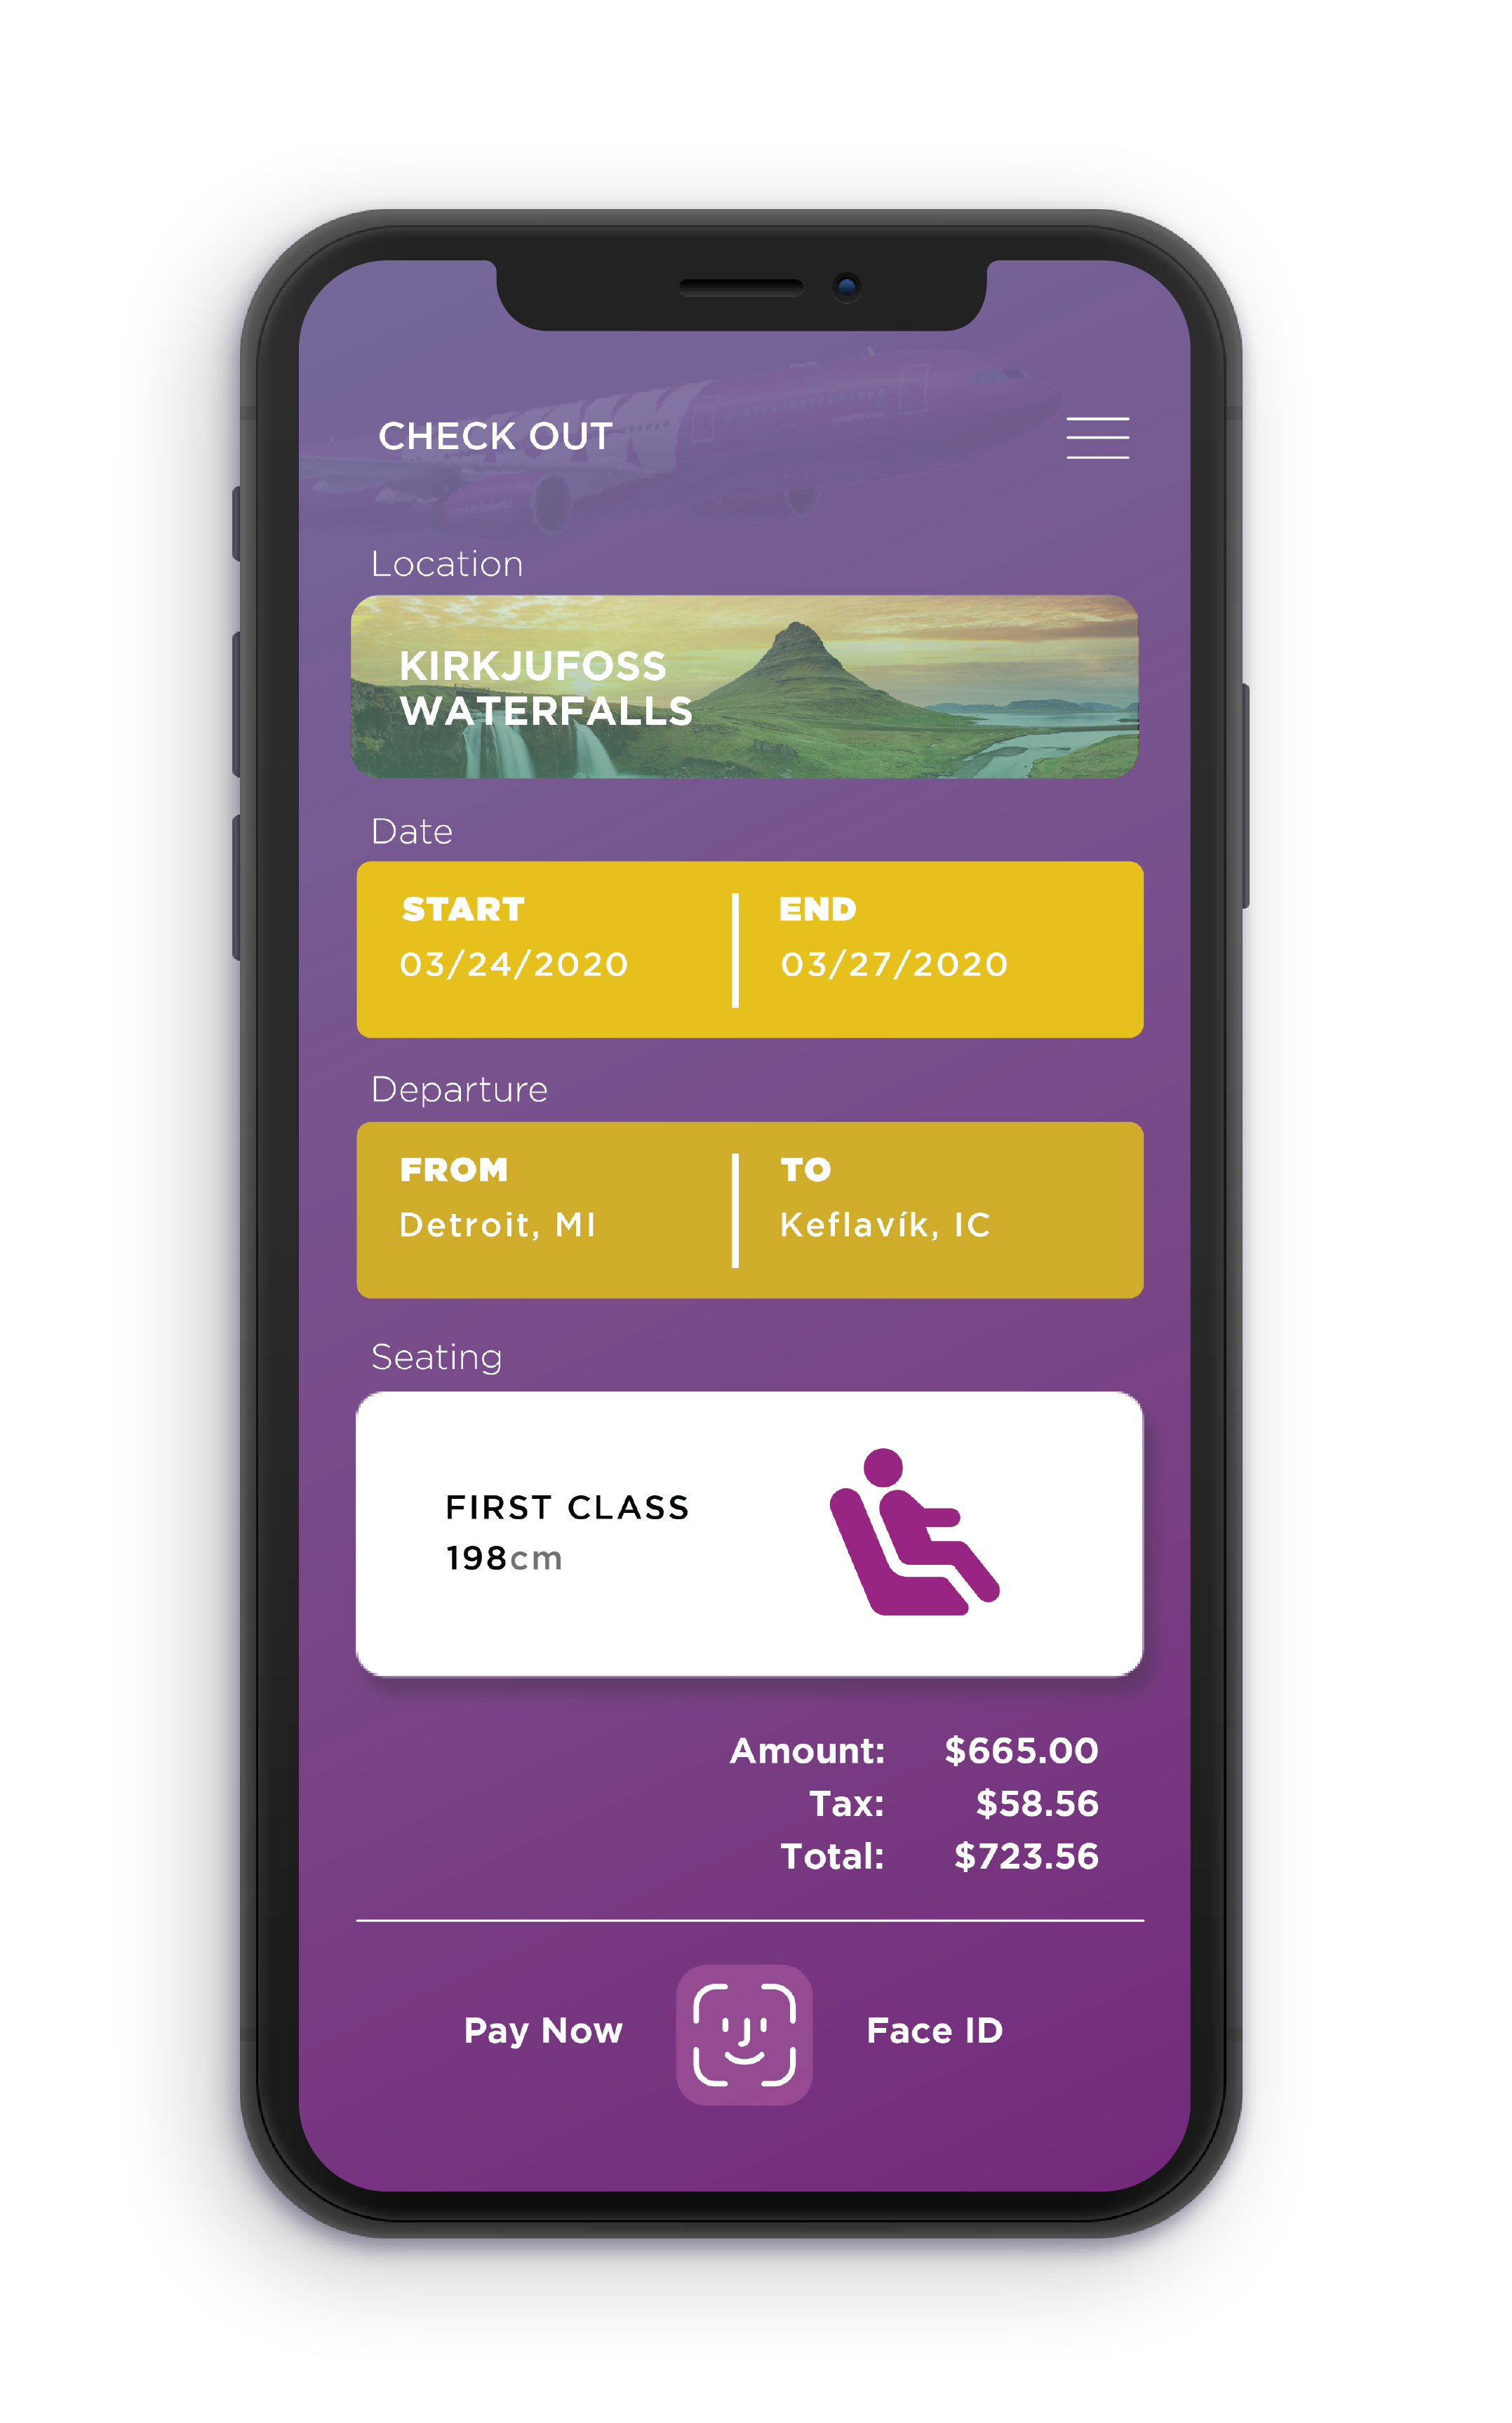 CHECK OUT
Location
KIRKJUFOSS
WATERFALLS
Date
START
03/24/2020
END
03/27/2020
Departure
FROM
Detroit, MI
TO
Keflavík, IC
Seating
FIRST CLASS
198cm
Amount: $665.00
Tax: $58.56
Total: $723.56
Pay Now
Face ID